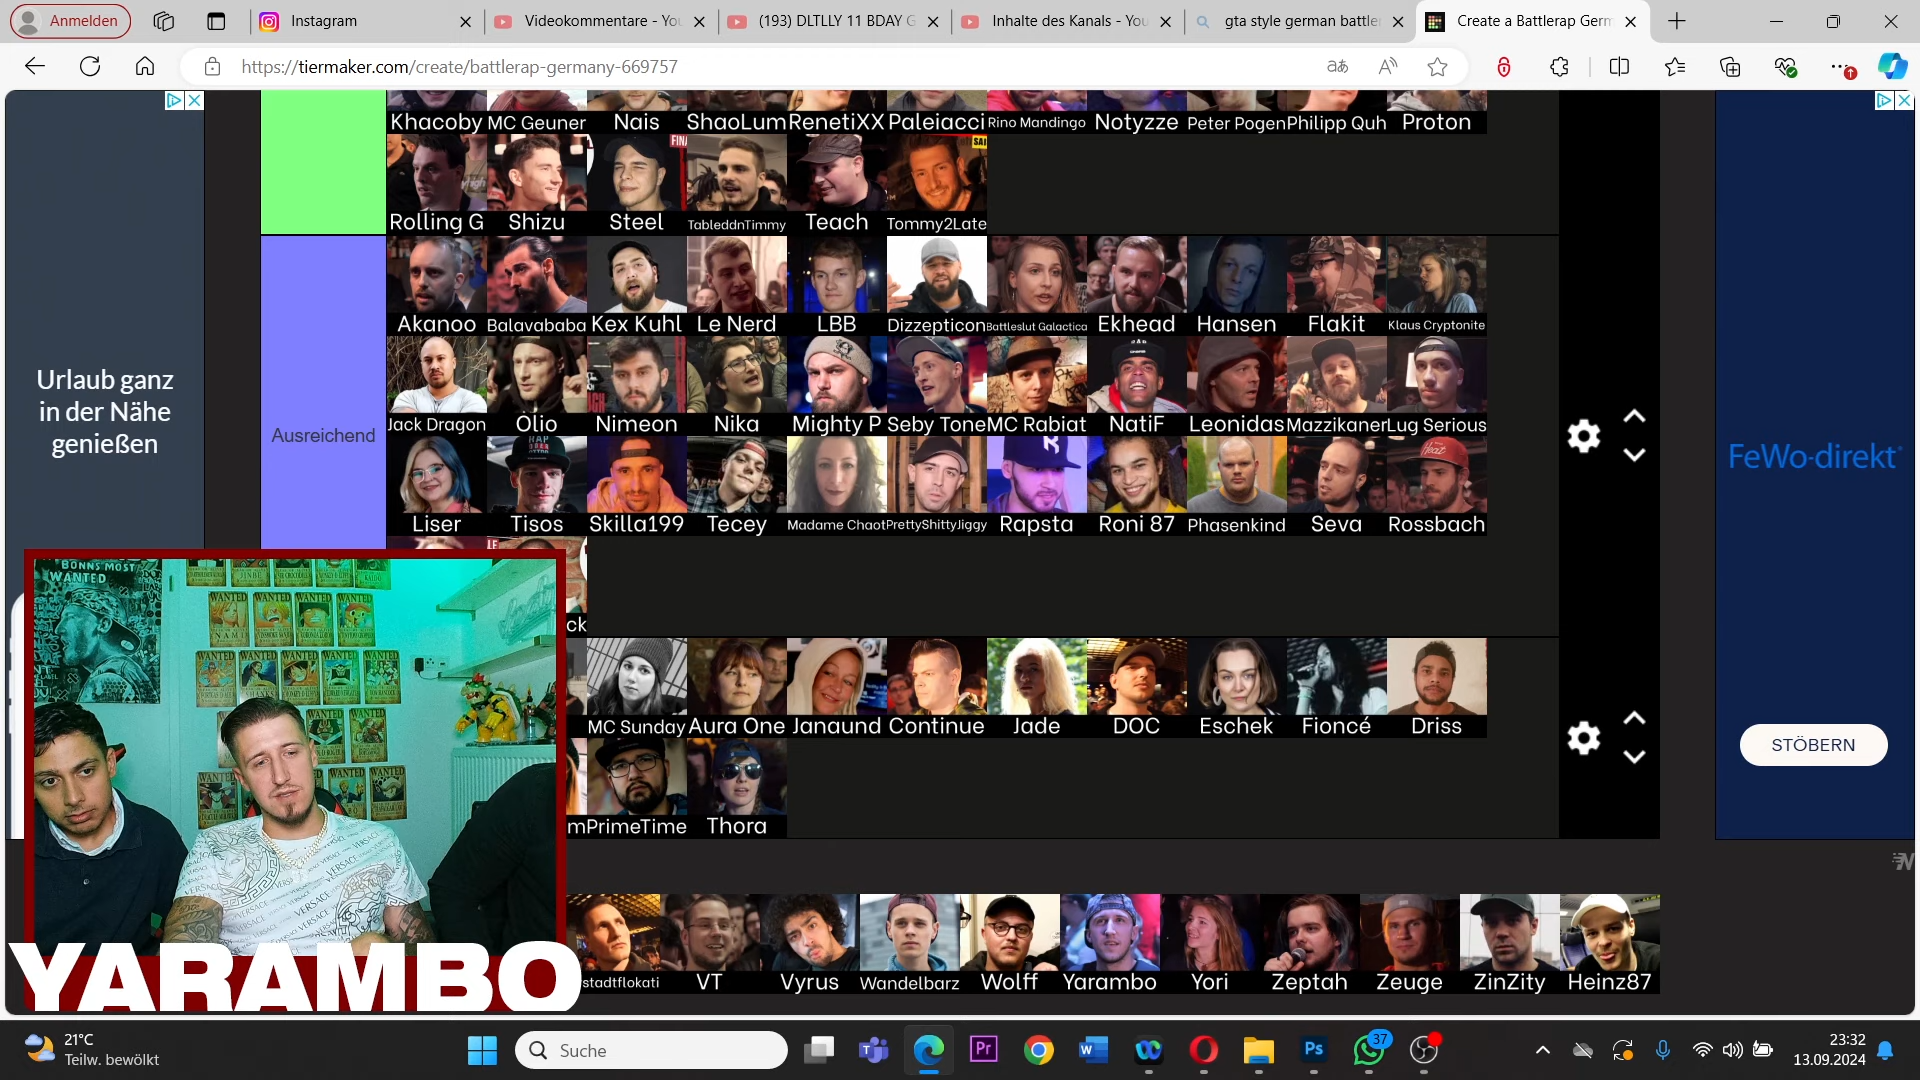 Anmelden
Instagram
Videokommentare - You
(193) DLTLLY 11 BDAY G
Inhalte des Kanals - You
gta style german battler
Create a Battlerap Germ
https://tiermaker.com/create/battlerap-germany-669757
Khacoby MC Geuner Nais ShaoLum RenetiXX Paleiacci Rino Mandingo Notyzze Peter Pogen Philipp Quh Proton
Rolling G Shizu Steel TableddnTimmy Teach Tommy2Late
Akanoo Balavababa Kex Kuhl Le Nerd LBB Dizzepticon Battleslut Galactica Ekhead Hansen Flakit Klaus Cryptonite
Ausreichend
Jack Dragon Olio Nimeon Nika Mighty P Seby Tone MC Rabiat NatiF Leonidas Mazzikaner Lug Serious
Liser Tisos Skilla199 Tecey Madame Chaot PrettyShittyJiggy Rapsta Roni 87 Phasenkind Seva Rossbach
ck
MC Sunday Aura One Janaund Continue Jade DOC Eschek Fioncé Driss
m PrimeTime Thora
stadtflokati VT Vyrus Wandelbarz Wolff Yarambo Yori Zeptah Zeuge ZinZity Heinz87
Urlaub ganz
in der Nähe
genießen
FeWo-direkt
STÖBERN
BONNS MOST
WANTED
YARAMBO
21°C
Teilw. bewölkt
Suche
37
23:32
13.09.2024